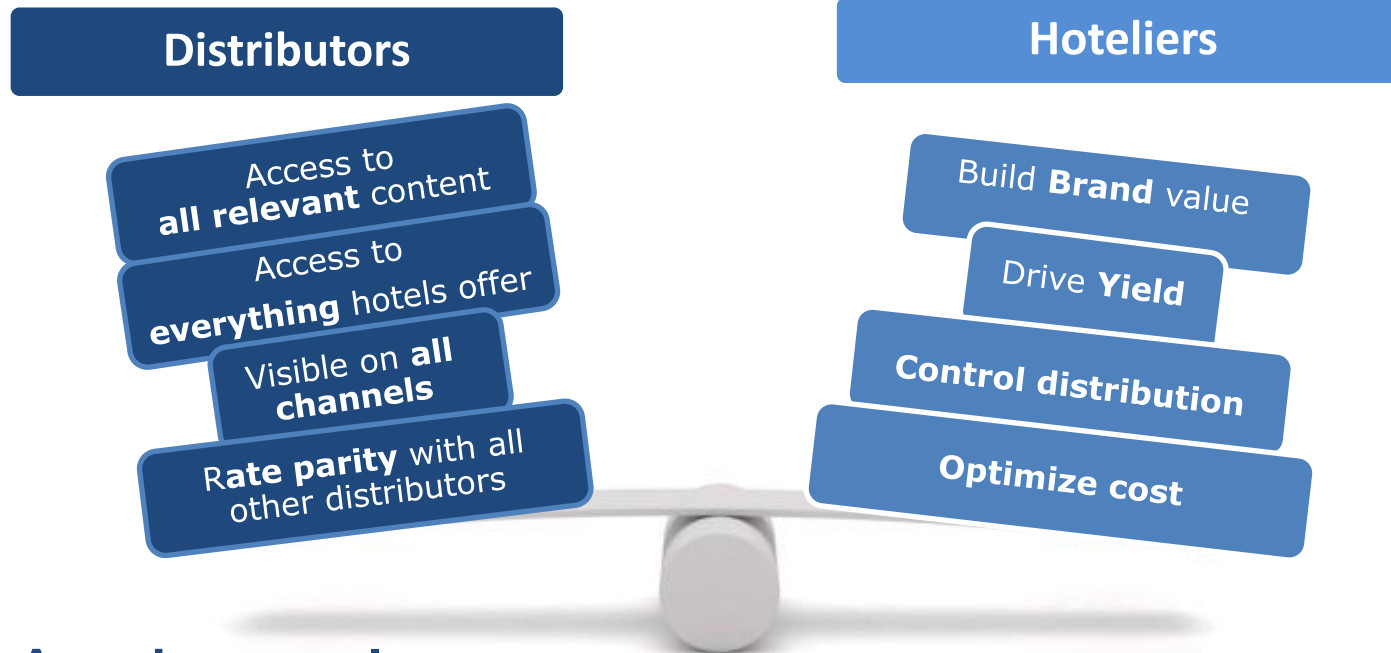 Distributors
Hoteliers
Access to
all relevant content
Access to
everything hotels offer
Visible on all
channels
Rate parity with all
other distributors
Build Brand value
Drive Yield
Control distribution
Optimize cost